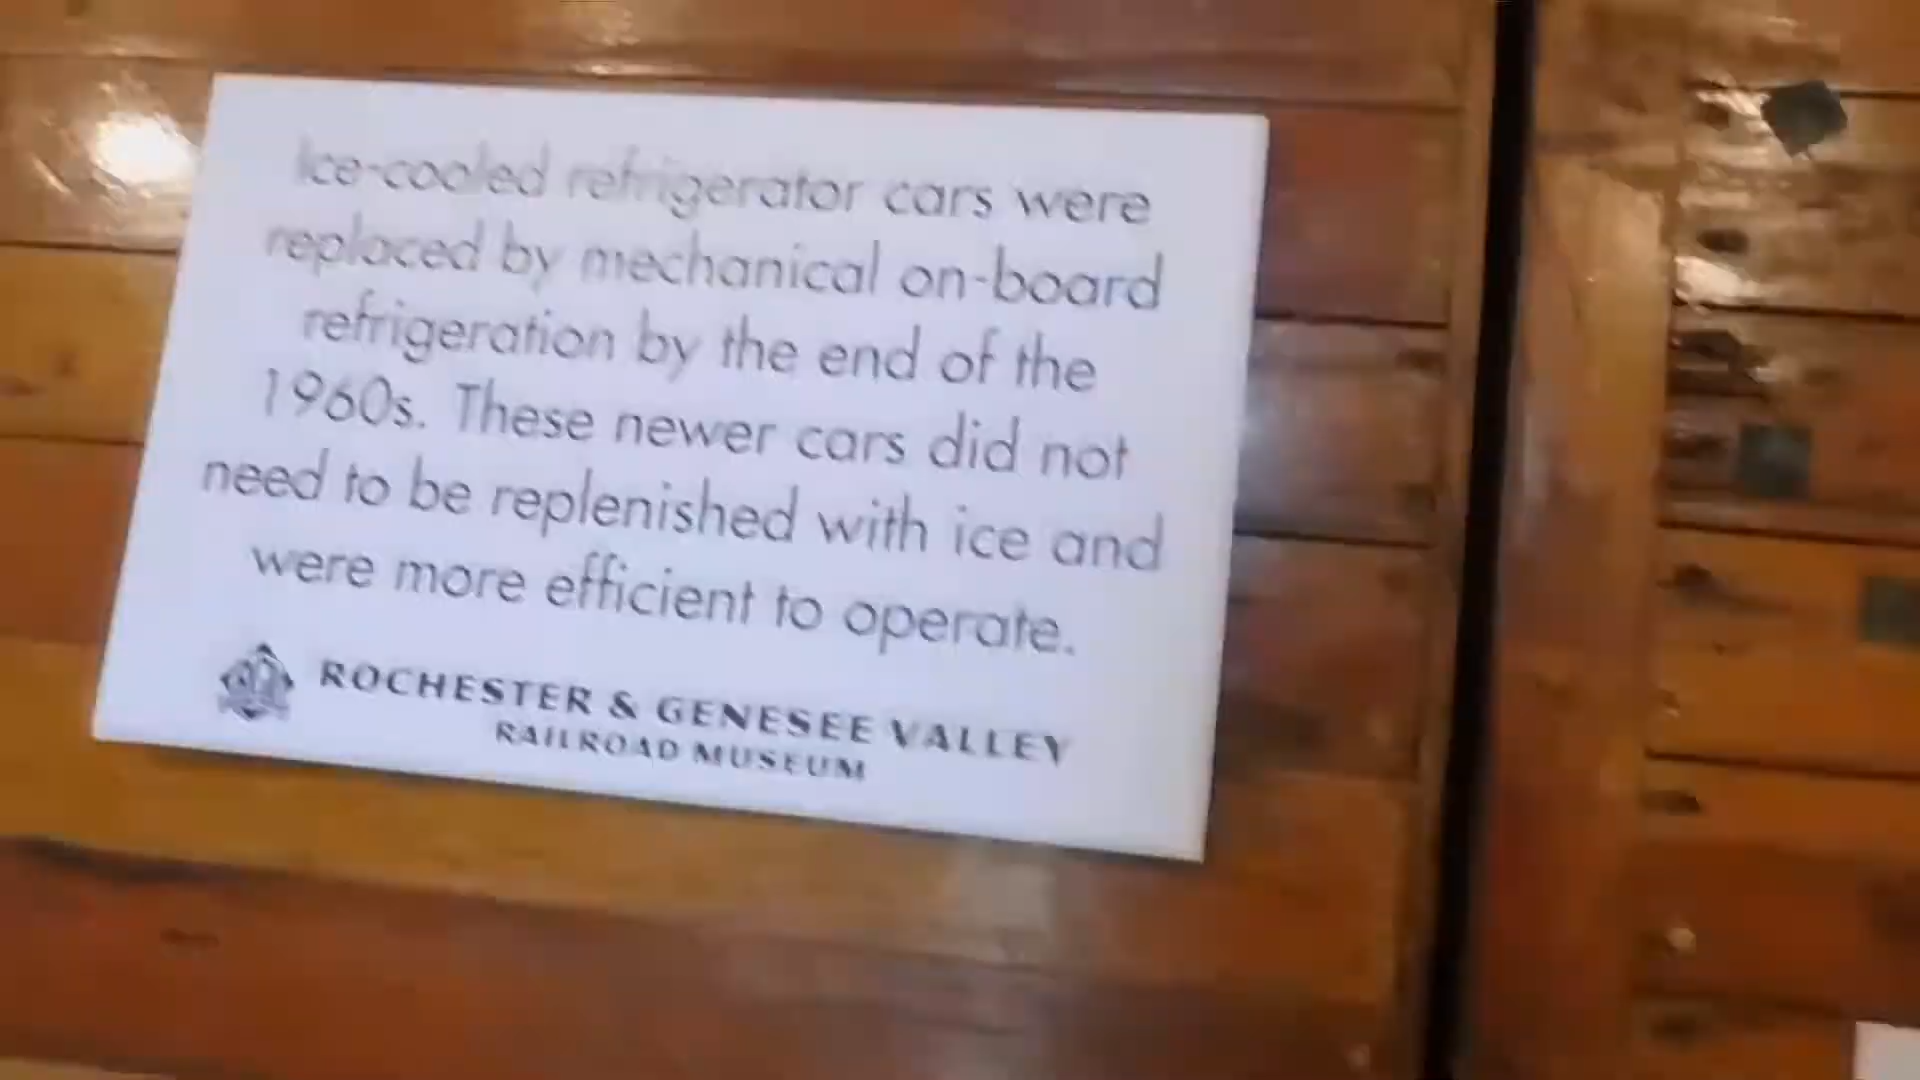 Ice-cooled refrigerator cars were
replaced by mechanical on-board
refrigeration by the end of the
1960s. These newer cars did not
need to be replenished with ice and
were more efficient to operate.
ROCHESTER & GENESEE VALLEY
RAILROAD MUSEUM